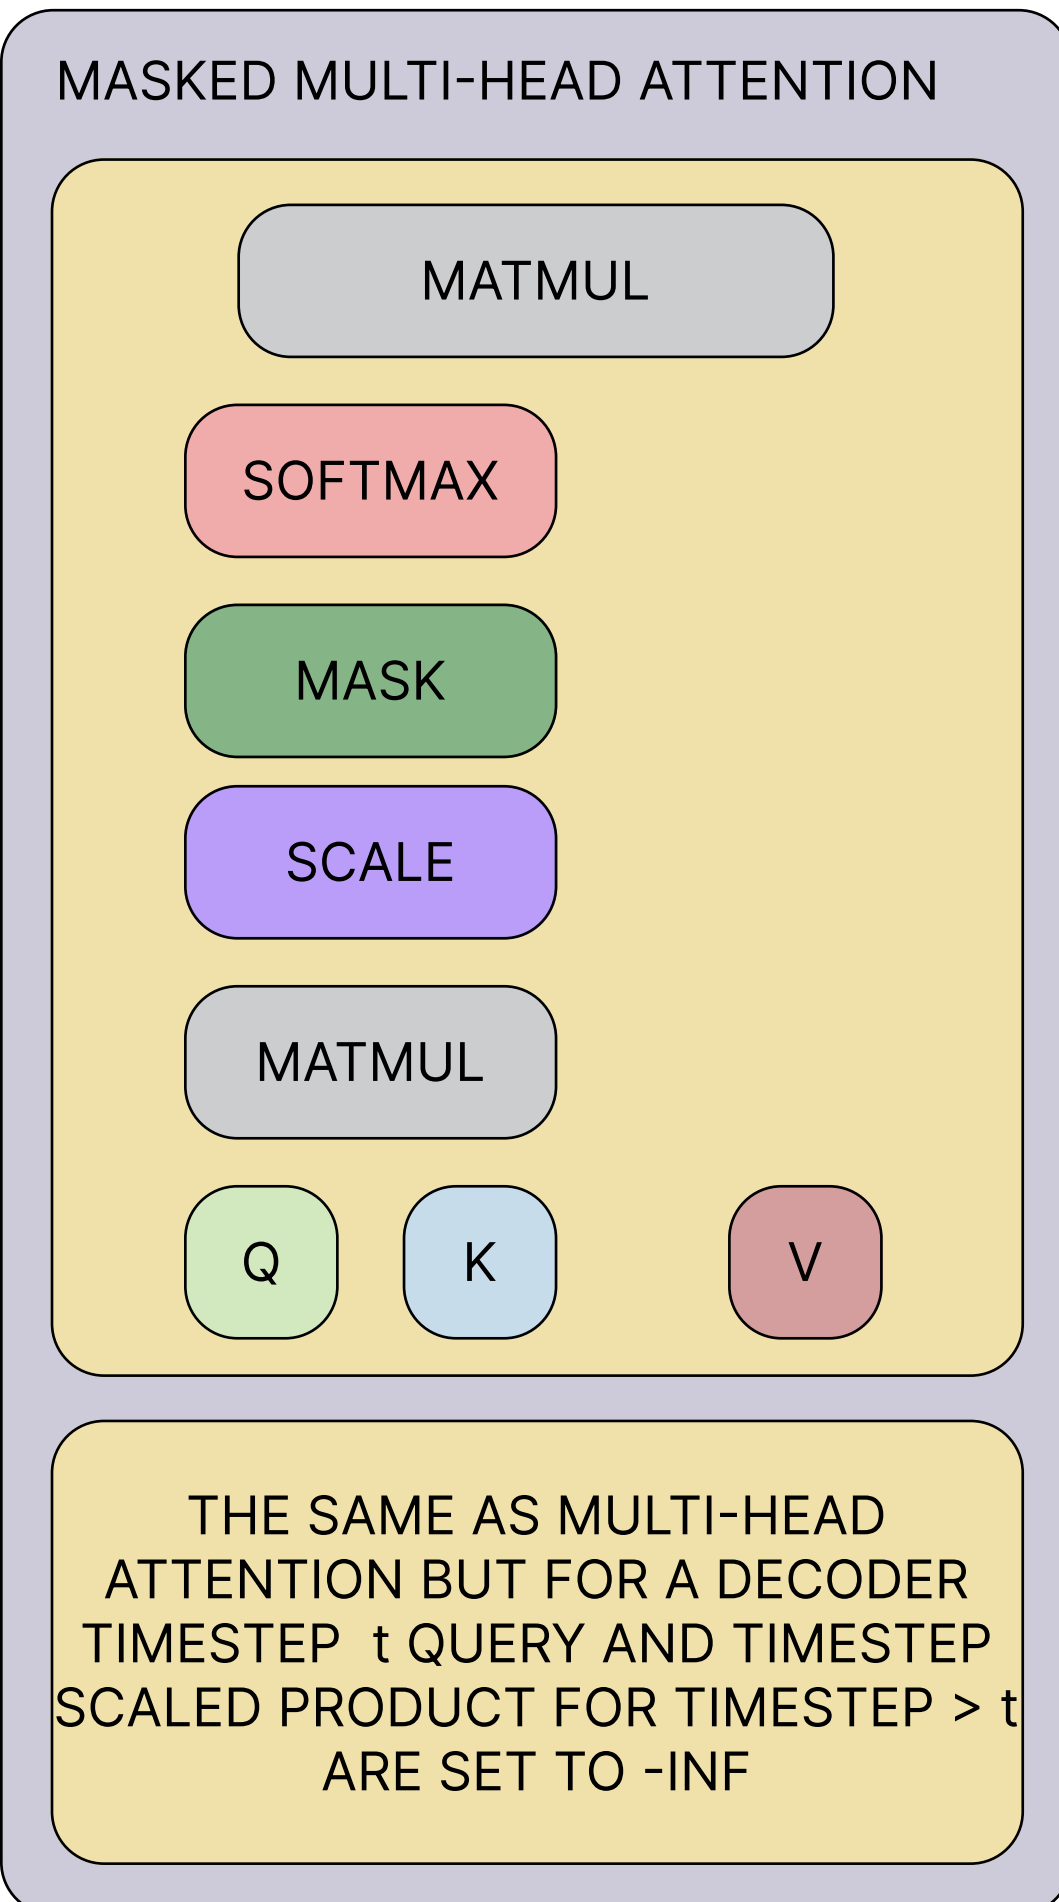 MASKED MULTI-HEAD ATTENTION
MATMUL
SOFTMAX
MASK
SCALE
MATMUL
Q K V
THE SAME AS MULTI-HEAD
ATTENTION BUT FOR A DECODER
TIMESTEP t QUERY AND TIMESTEP
SCALED PRODUCT FOR TIMESTEP > t
ARE SET TO -INF